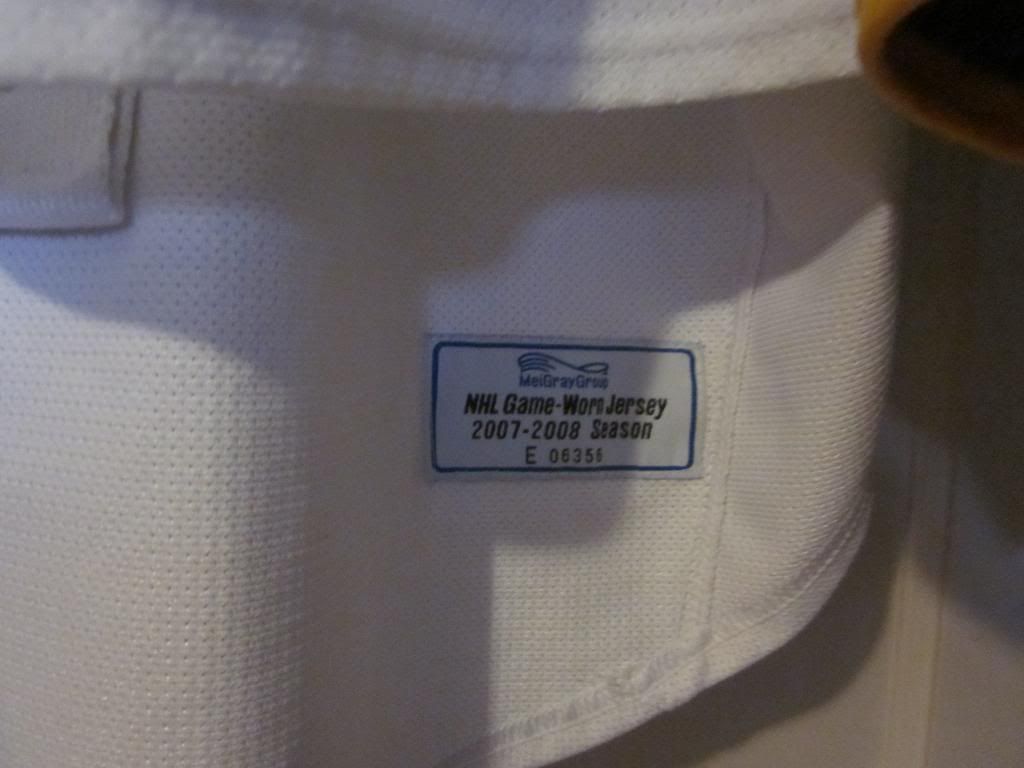 MeiGrayGroup
NHL Game-Worn Jersey
2007-2008 Season
E 06356